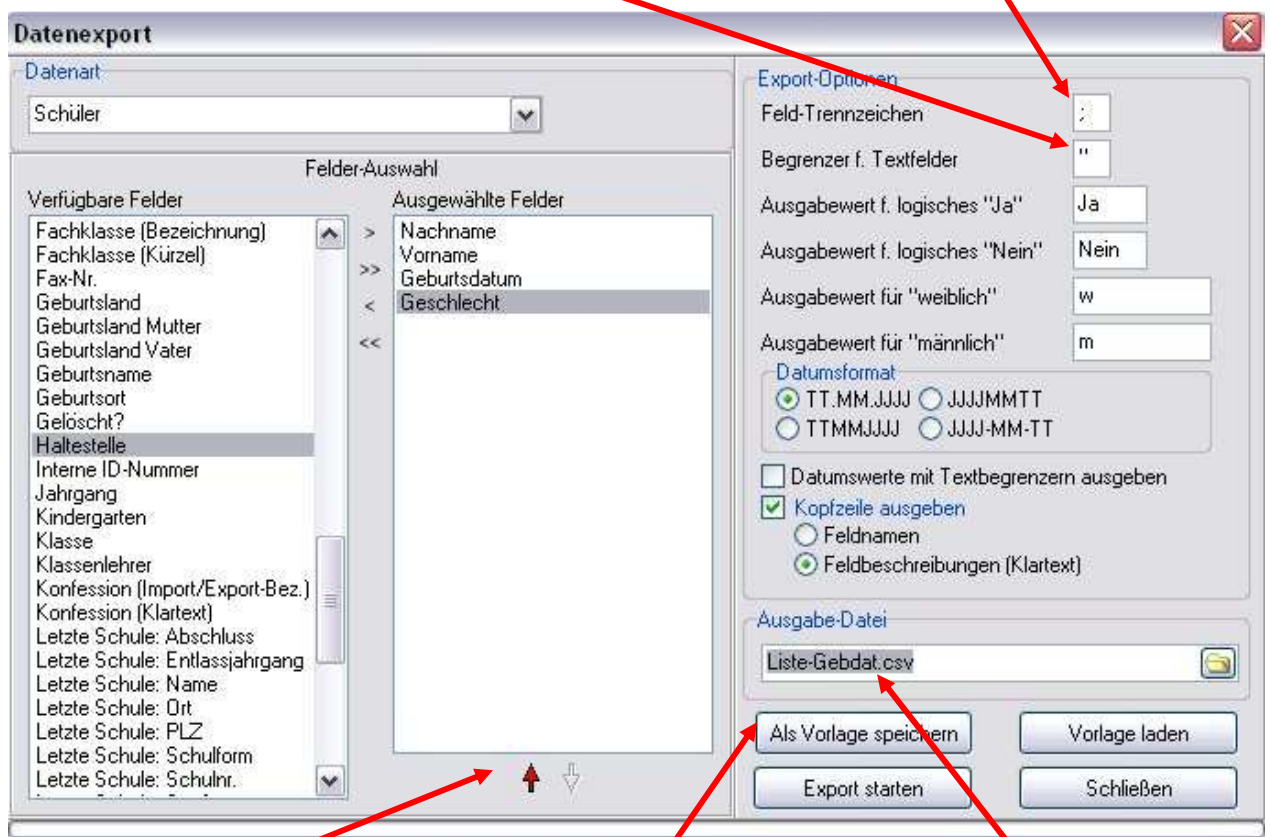 Datenexport
Datenart
Schüler
Felder-Auswahl
Verfügbare Felder
Fachklasse (Bezeichnung)
Fachklasse (Kürzel)
Fax-Nr.
Geburtsland
Geburtsland Mutter
Geburtsland Vater
Geburtsname
Geburtsort
Gelöscht?
Haltestelle
Interne ID-Nummer
Jahrgang
Kindergarten
Klasse
Klassenlehrer
Konfession (Import/Export-Bez.)
Konfession (Klartext)
Letzte Schule: Abschluss
Letzte Schule: Entlassjahrgang
Letzte Schule: Name
Letzte Schule: Ort
Letzte Schule: PLZ
Letzte Schule: Schulform
Letzte Schule: Schulnr.
>
>>
<
<<
Ausgewählte Felder
Nachname
Vorname
Geburtsdatum
Geschlecht
Export-Optionen
Feld-Trennzeichen ;
Begrenzer f. Textfelder "
Ausgabewert f. logisches "Ja" Ja
Ausgabewert f. logisches "Nein" Nein
Ausgabewert für "weiblich" w
Ausgabewert für "männlich" m
Datumsformat
TT.MM.JJJJ JJJJMMTT
TTMMJJJJ JJJJ-MM-TT
Datumswerte mit Textbegrenzern ausgeben
Kopfzeile ausgeben
Feldnamen
Feldbeschreibungen (Klartext)
Ausgabe-Datei
Liste-Gebdat.csv
Als Vorlage speichern Vorlage laden
Export starten Schließen